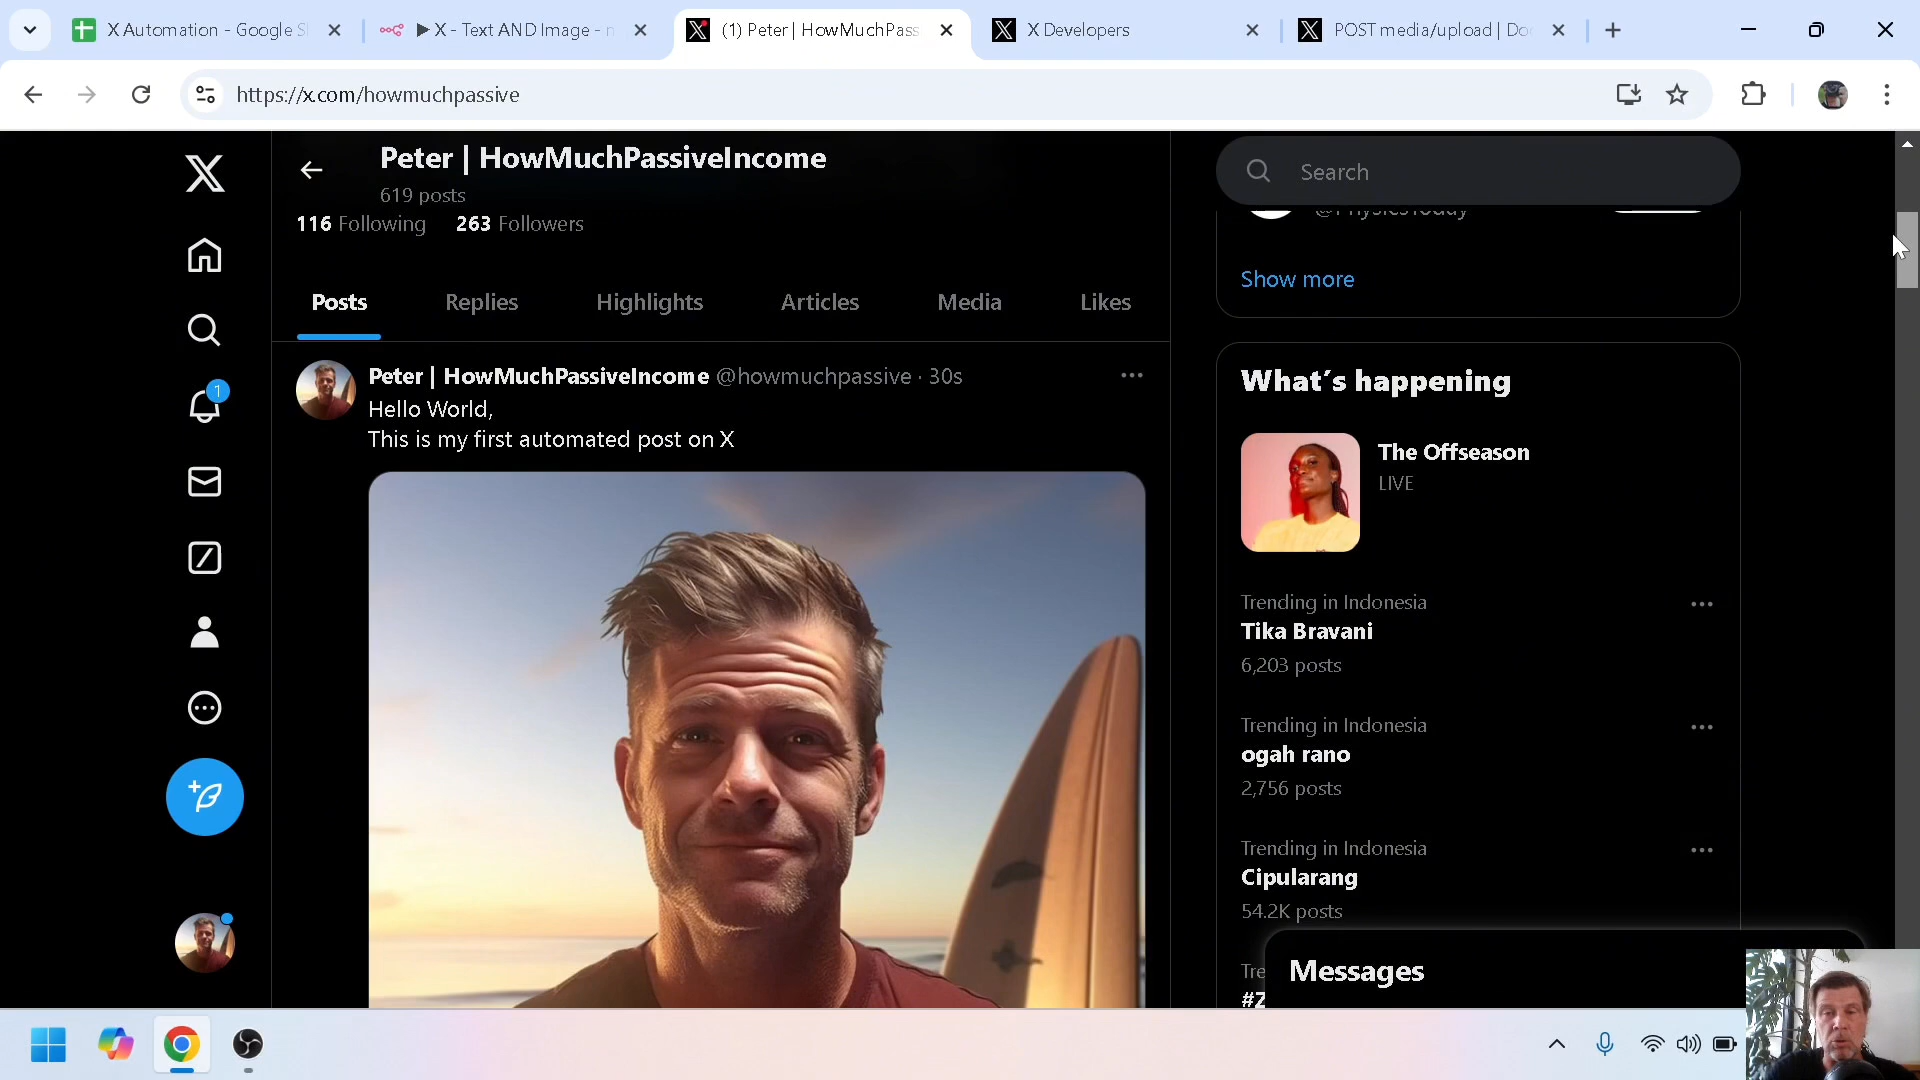 X Automation - Google S
▶ X - Text AND Image - n
(1) Peter | HowMuchPass
X Developers
POST media/upload | Do
https://x.com/howmuchpassive
Peter | HowMuchPassiveIncome
619 posts
116 Following 263 Followers
Posts Replies Highlights Articles Media Likes
Peter | HowMuchPassiveIncome @howmuchpassive · 30s
Hello World,
This is my first automated post on X
Search
@PhysicsToday
Show more
What's happening
The Offseason
LIVE
Trending in Indonesia
Tika Bravani
6,203 posts
Trending in Indonesia
ogah rano
2,756 posts
Trending in Indonesia
Cipularang
54.2K posts
Tre
#Z
Messages
1